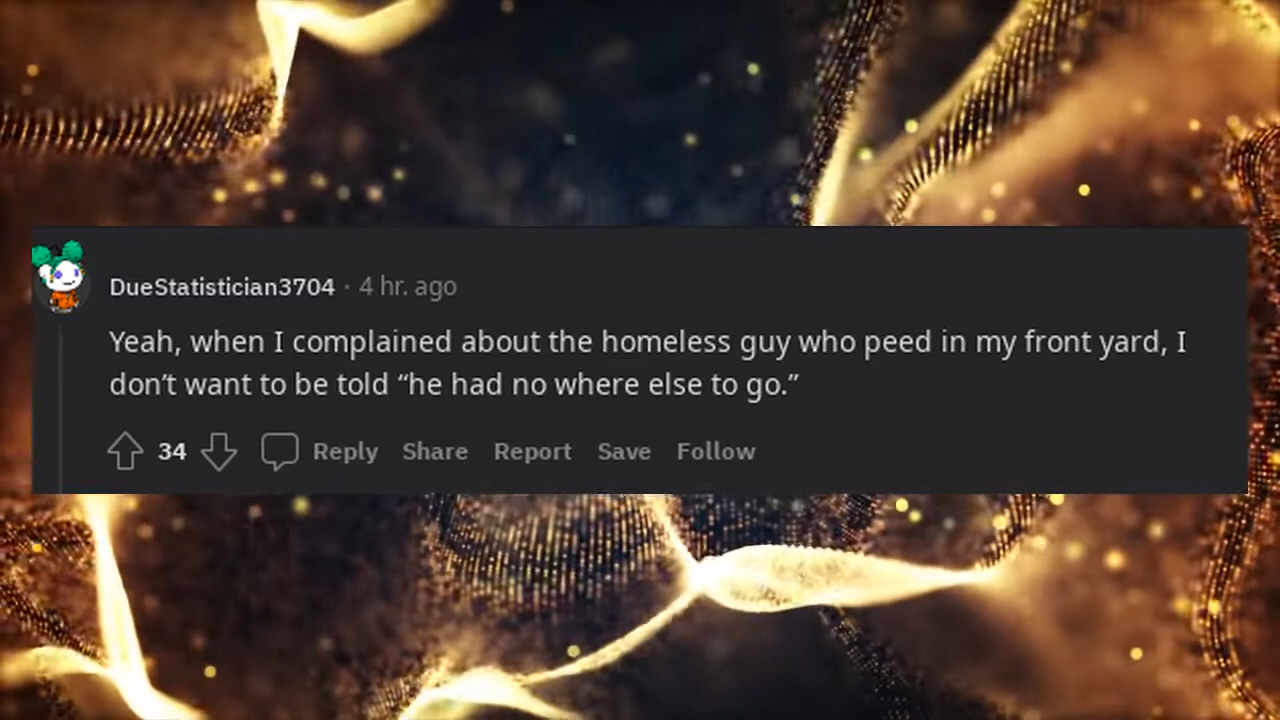 DueStatistician3704 · 4 hr. ago
Yeah, when I complained about the homeless guy who peed in my front yard, I
don’t want to be told “he had no where else to go.”
34 Reply Share Report Save Follow